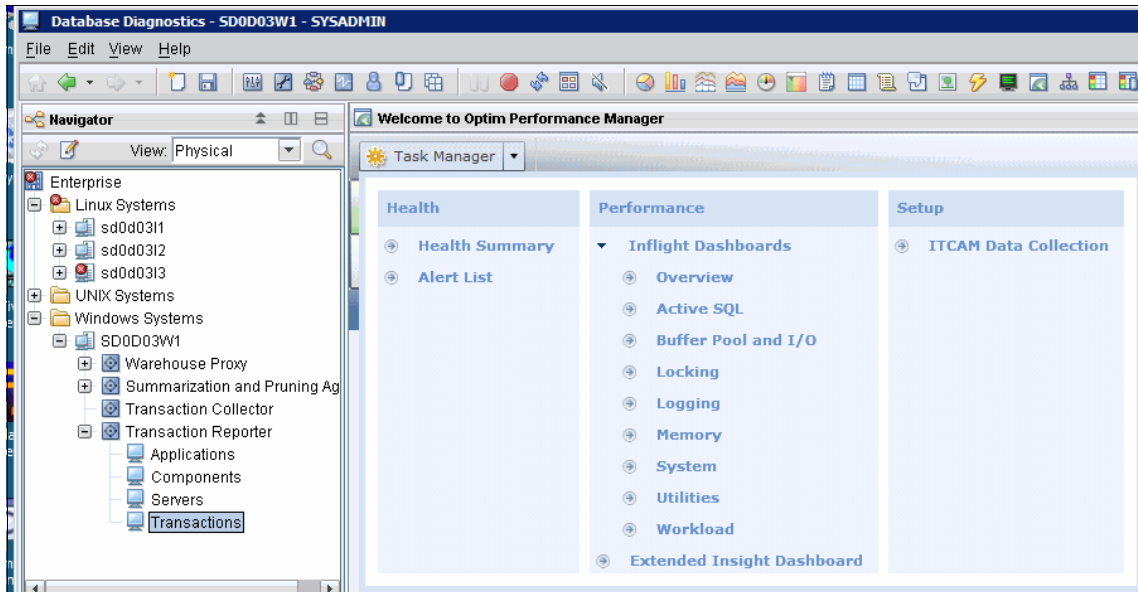 Database Diagnostics - SD0D03W1 - SYSADMIN
File Edit View Help
Navigator
View: Physical
Enterprise
Linux Systems
sd0d03l1
sd0d03l2
sd0d03l3
UNIX Systems
Windows Systems
SD0D03W1
Warehouse Proxy
Summarization and Pruning Ag
Transaction Collector
Transaction Reporter
Applications
Components
Servers
Transactions
Welcome to Optim Performance Manager
Task Manager
Health
Health Summary
Alert List
Performance
Inflight Dashboards
Overview
Active SQL
Buffer Pool and I/O
Locking
Logging
Memory
System
Utilities
Workload
Extended Insight Dashboard
Setup
ITCAM Data Collection